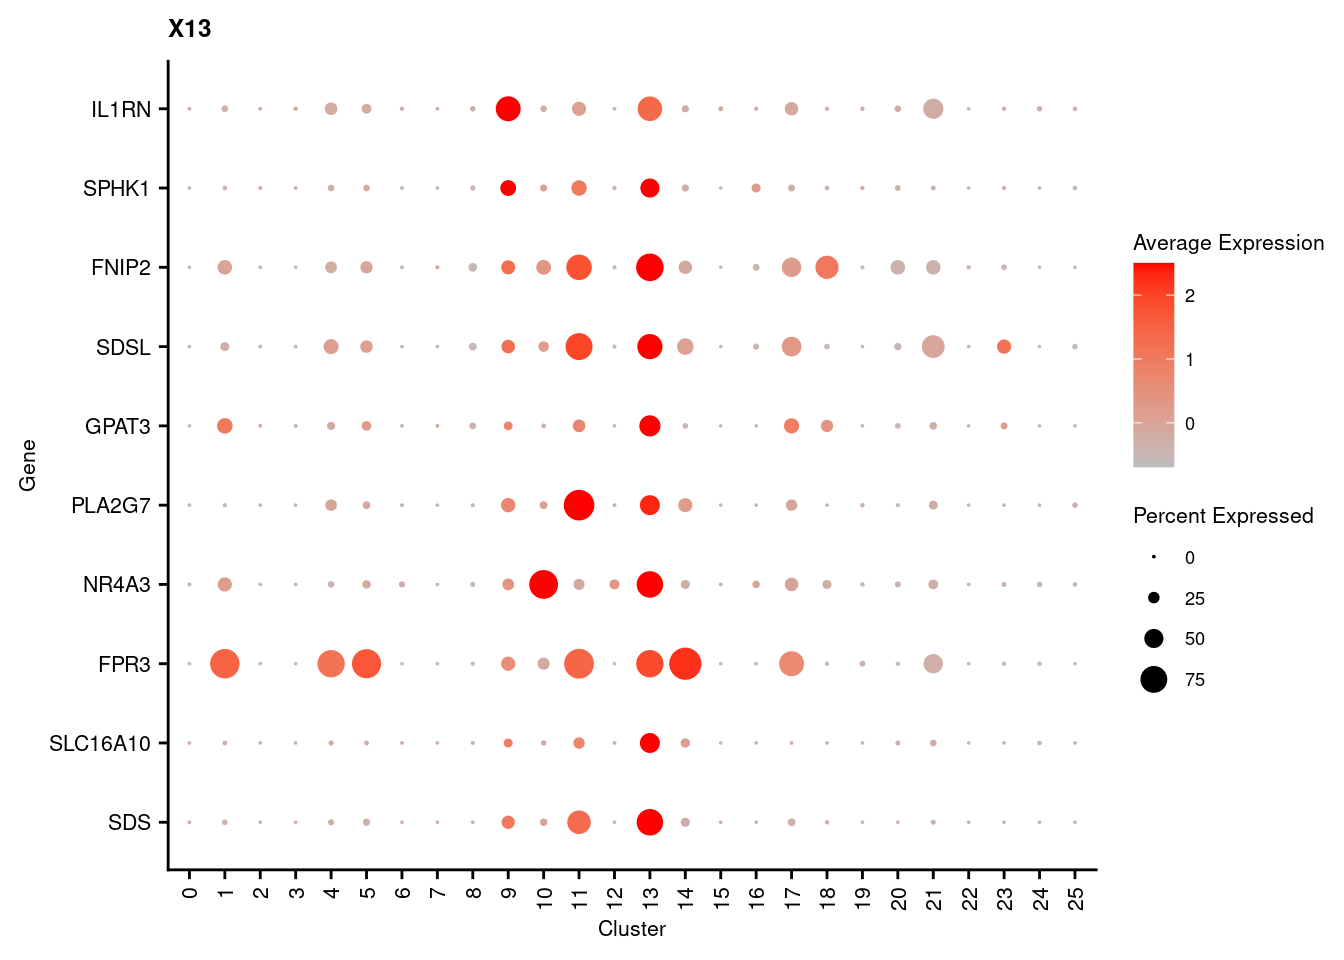 X13
IL1RN
SPHK1
FNIP2
SDSL
GPAT3
PLA2G7
NR4A3
FPR3
SLC16A10
SDS
Gene
0 1 2 3 4 5 6 7 8 9 10 11 12 13 14 15 16 17 18 19 20 21 22 23 24 25
Cluster
Average Expression
2
1
0
Percent Expressed
0
25
50
75